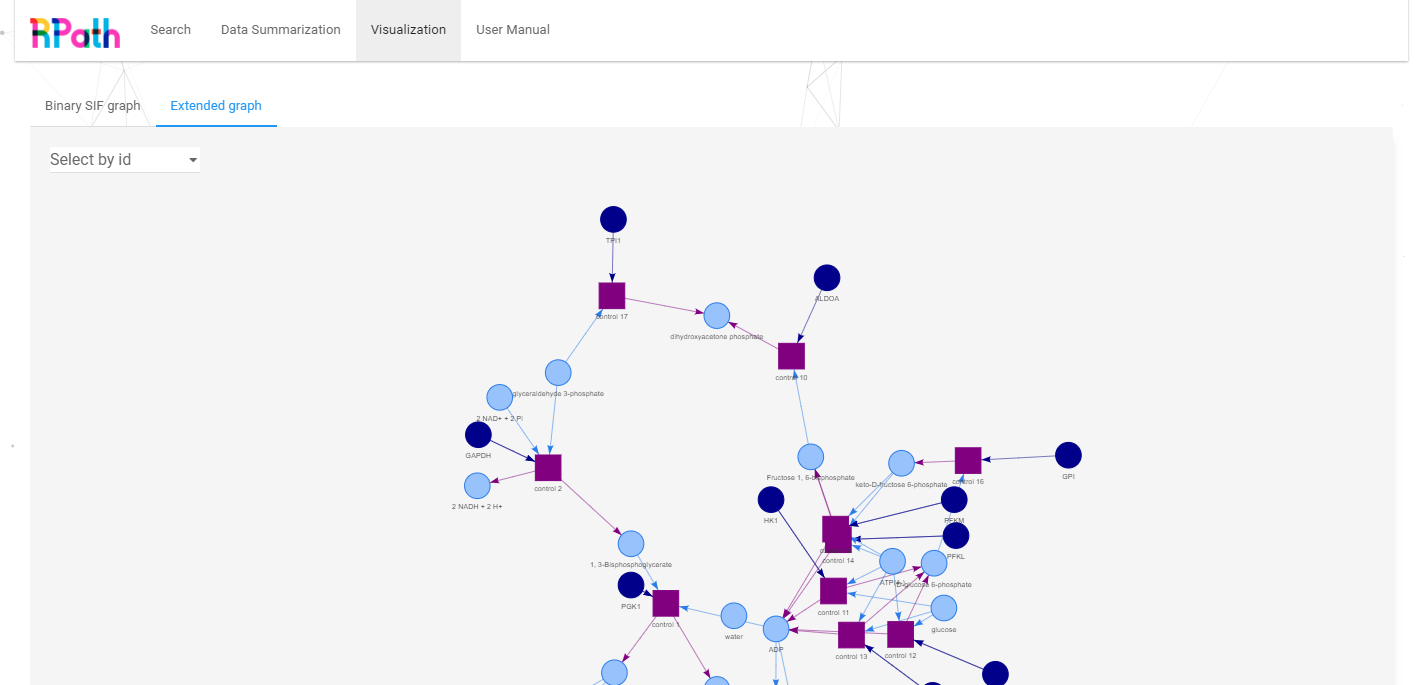 RPath
Search
Data Summarization
Visualization
User Manual
Binary SIF graph
Extended graph
Select by id
TPI1
ALDOA
control 17
dihydroxyacetone phosphate
control 10
glyceraldehyde 3-phosphate
2 NAD+ + 2 Pi
GAPDH
control 2
2 NADH + 2 H+
Fructose 1, 6-bisphosphate
keto-D-fructose 6-phosphate
control 16
GPI
HK1
PFKM
PFKL
control 14
1, 3-Bisphosphoglycerate
D-glucose 6-phosphate
PGK1
control 11
control 1
water
glucose
ADP
control 13
control 12